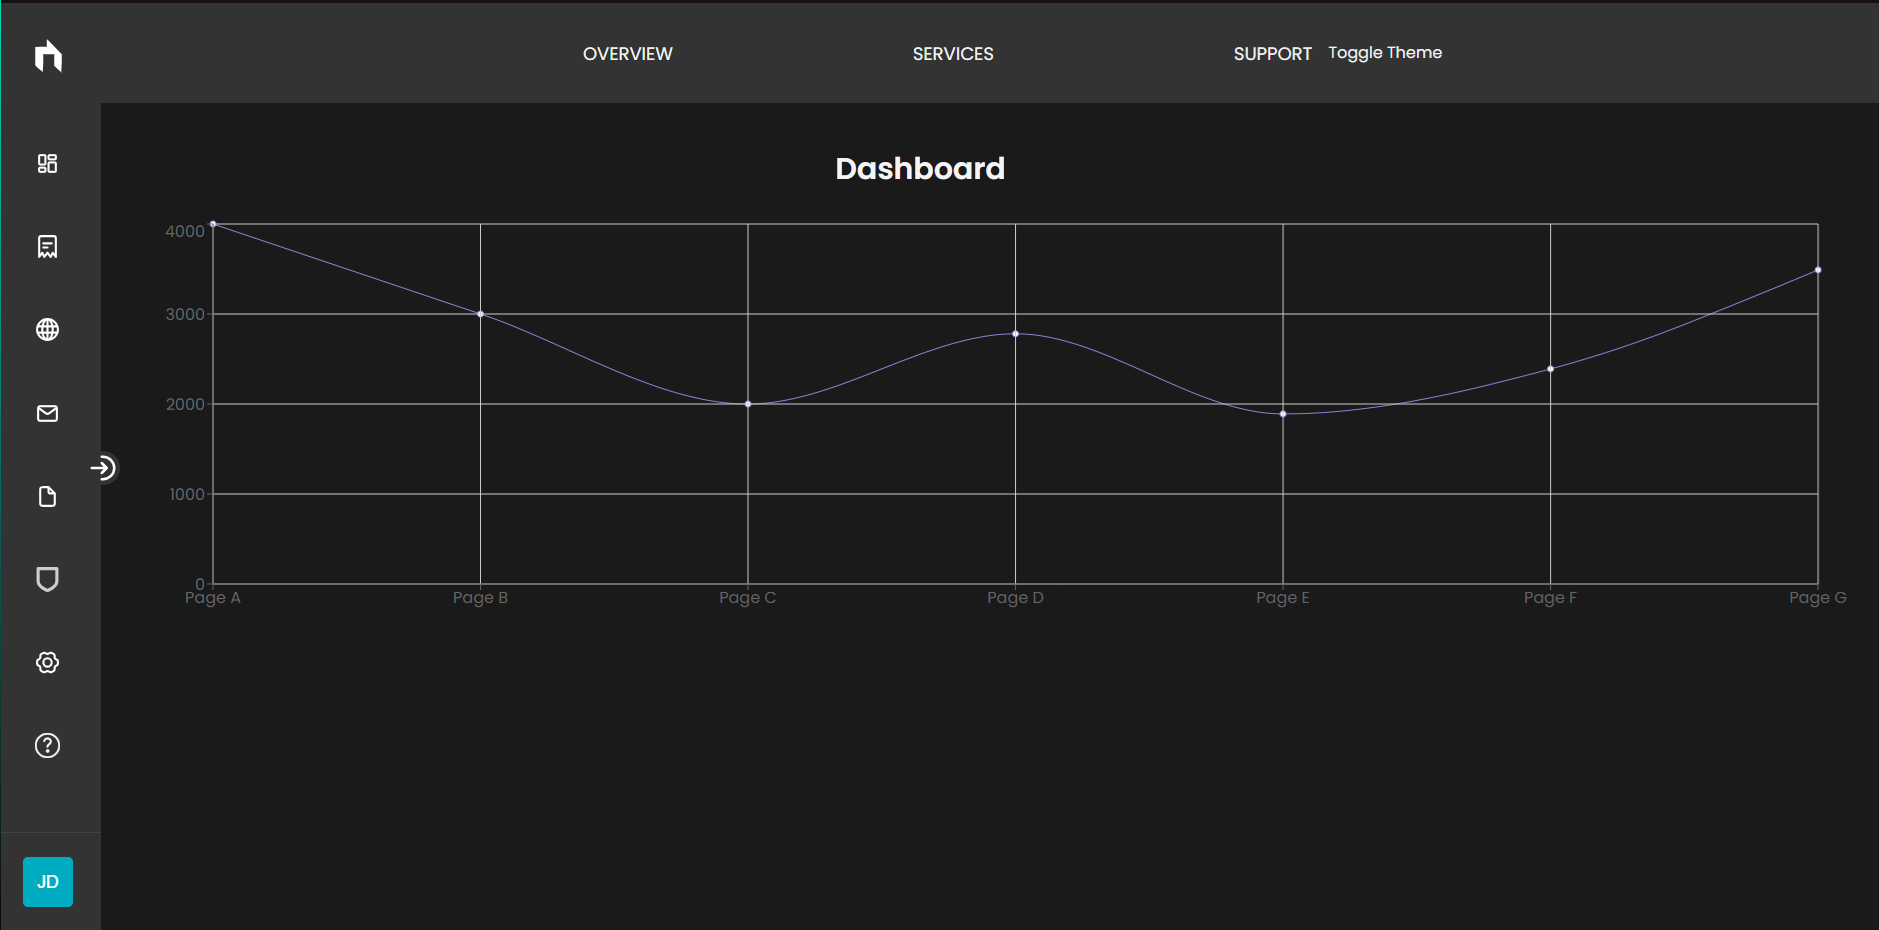 OVERVIEW
SERVICES
SUPPORT
Toggle Theme
Dashboard
4000
3000
2000
1000
0
Page A
Page B
Page C
Page D
Page E
Page F
Page G
JD